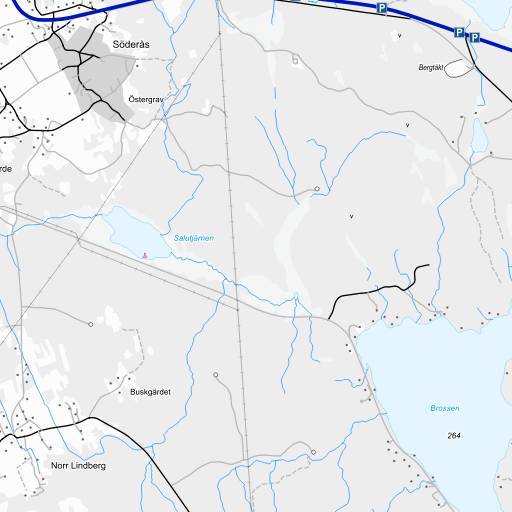 P
P
P
Söderås
Bergtäkt
Östergrav
v
v
rde
v
Salutjärnen
Buskgärdet
Brossen
264
Norr Lindberg